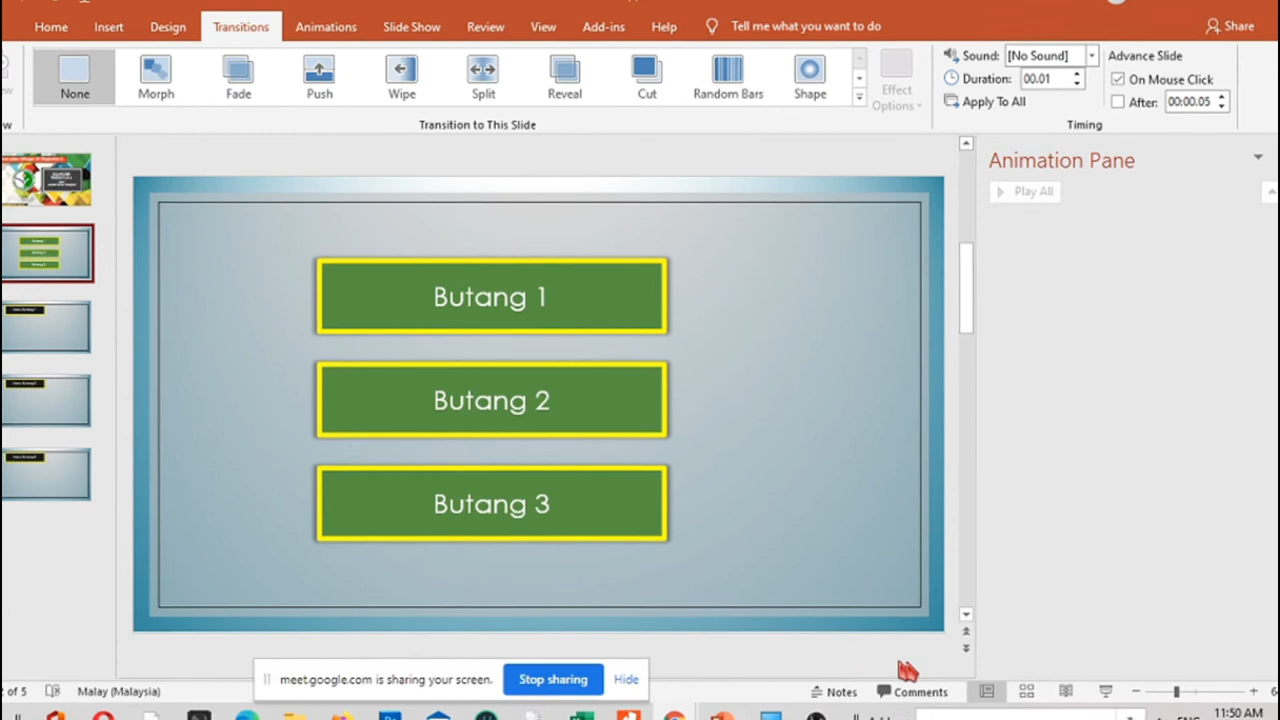 Home Insert Design Transitions Animations Slide Show Review View Add-ins Help Tell me what you want to do Share
None Morph Fade Push Wipe Split Reveal Cut Random Bars Shape
Effect
Options
Sound: [No Sound]
Duration: 00.01
Apply To All
Advance Slide
On Mouse Click
After: 00:00.05
Transition to This Slide
Timing
Animation Pane
Play All
Butang 1
Butang 2
Butang 3
meet.google.com is sharing your screen. Stop sharing Hide
of 5 Malay (Malaysia) Notes Comments
ENG
11:50 AM